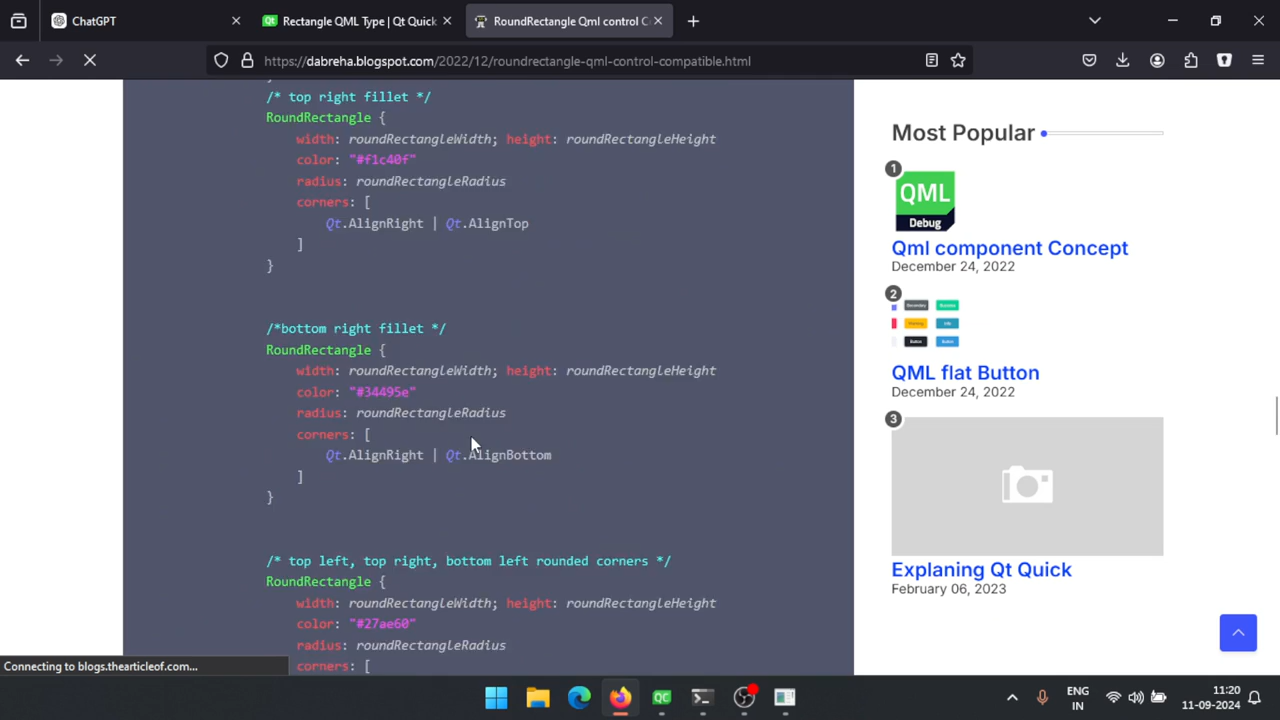 ChatGPT
Rectangle QML Type | Qt Quick
RoundRectangle Qml control C
https://dabreha.blogspot.com/2022/12/roundrectangle-qml-control-compatible.html
/* top right fillet */
RoundRectangle {
width: roundRectangleWidth; height: roundRectangleHeight
color: "#f1c40f"
radius: roundRectangleRadius
corners: [
Qt.AlignRight | Qt.AlignTop
]
}
/*bottom right fillet */
RoundRectangle {
width: roundRectangleWidth; height: roundRectangleHeight
color: "#34495e"
radius: roundRectangleRadius
corners: [
Qt.AlignRight | Qt.AlignBottom
]
}
/* top left, top right, bottom left rounded corners */
RoundRectangle {
width: roundRectangleWidth; height: roundRectangleHeight
color: "#27ae60"
radius: roundRectangleRadius
corners: [
Most Popular
1
QML
Debug
Qml component Concept
December 24, 2022
2
QML flat Button
December 24, 2022
3
Explaning Qt Quick
February 06, 2023
Connecting to blogs.thearticleof.com...
QC
ENG
IN
11:20
11-09-2024